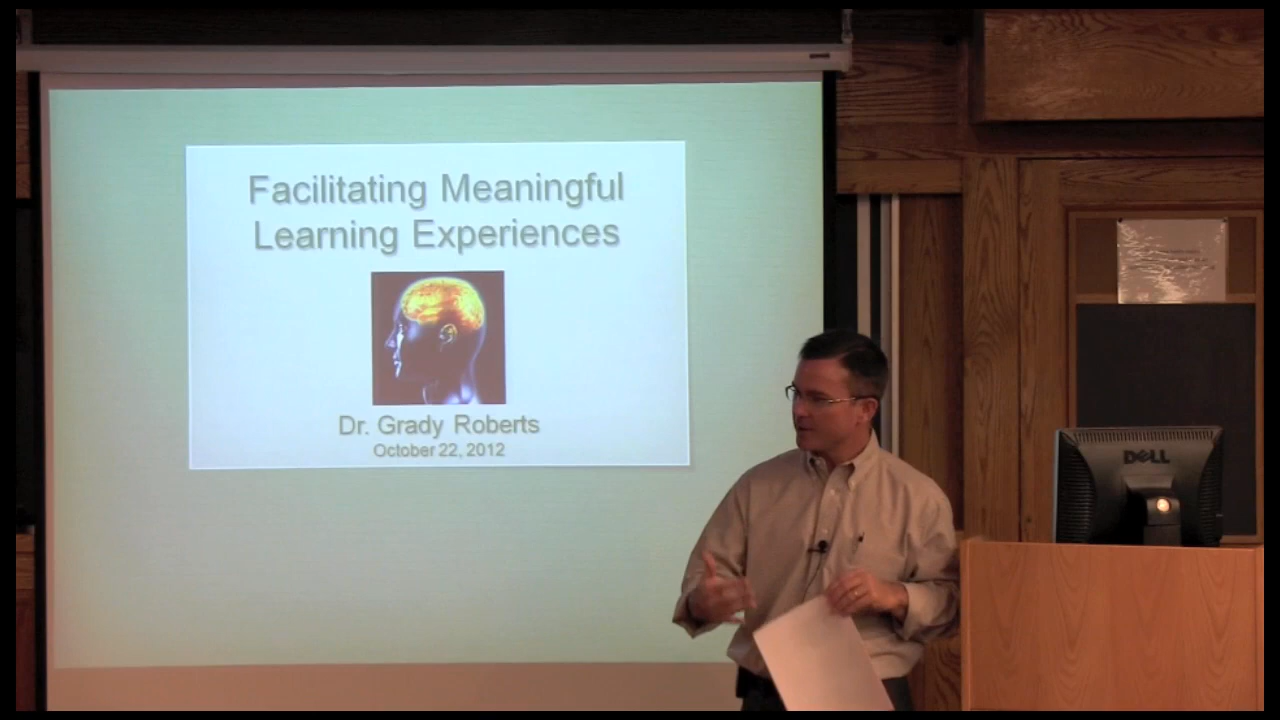 Facilitating Meaningful
Learning Experiences
Dr. Grady Roberts
October 22, 2012
DELL